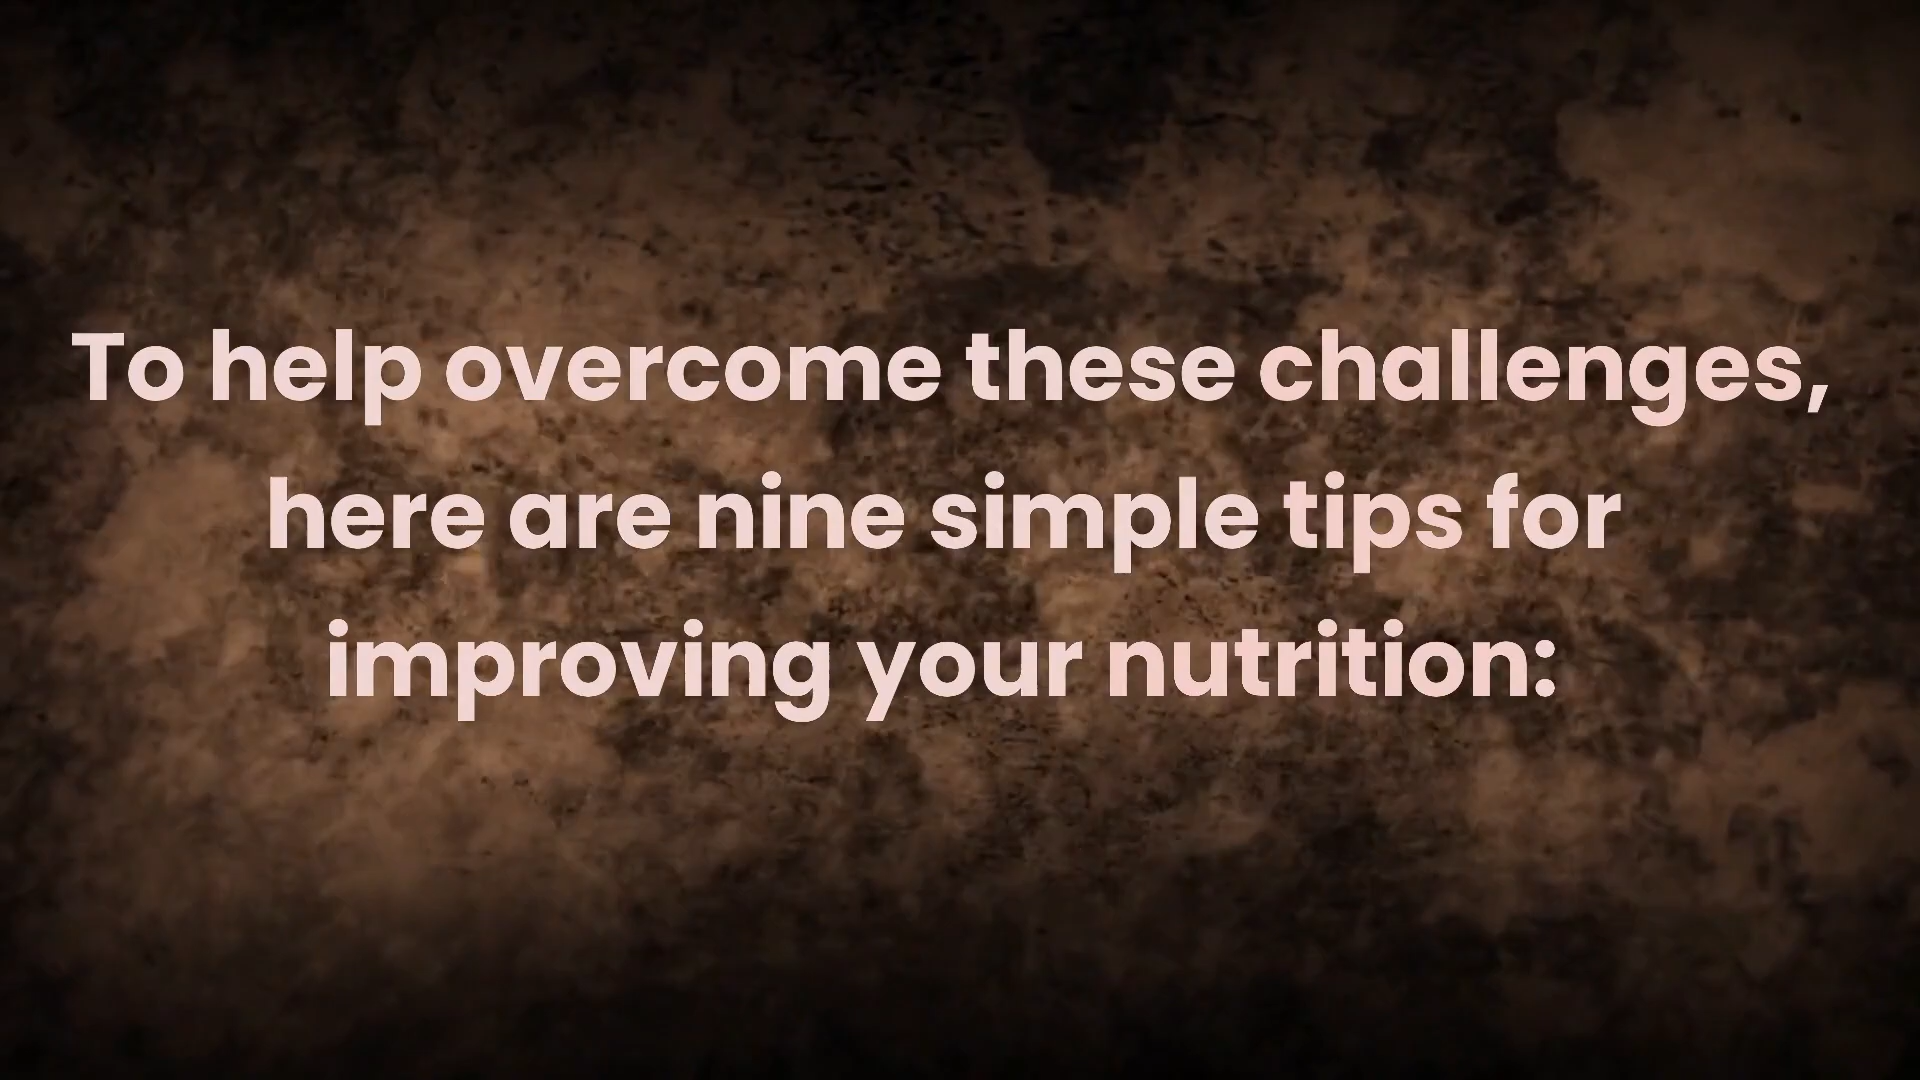 To help overcome these challenges,
here are nine simple tips for
improving your nutrition: